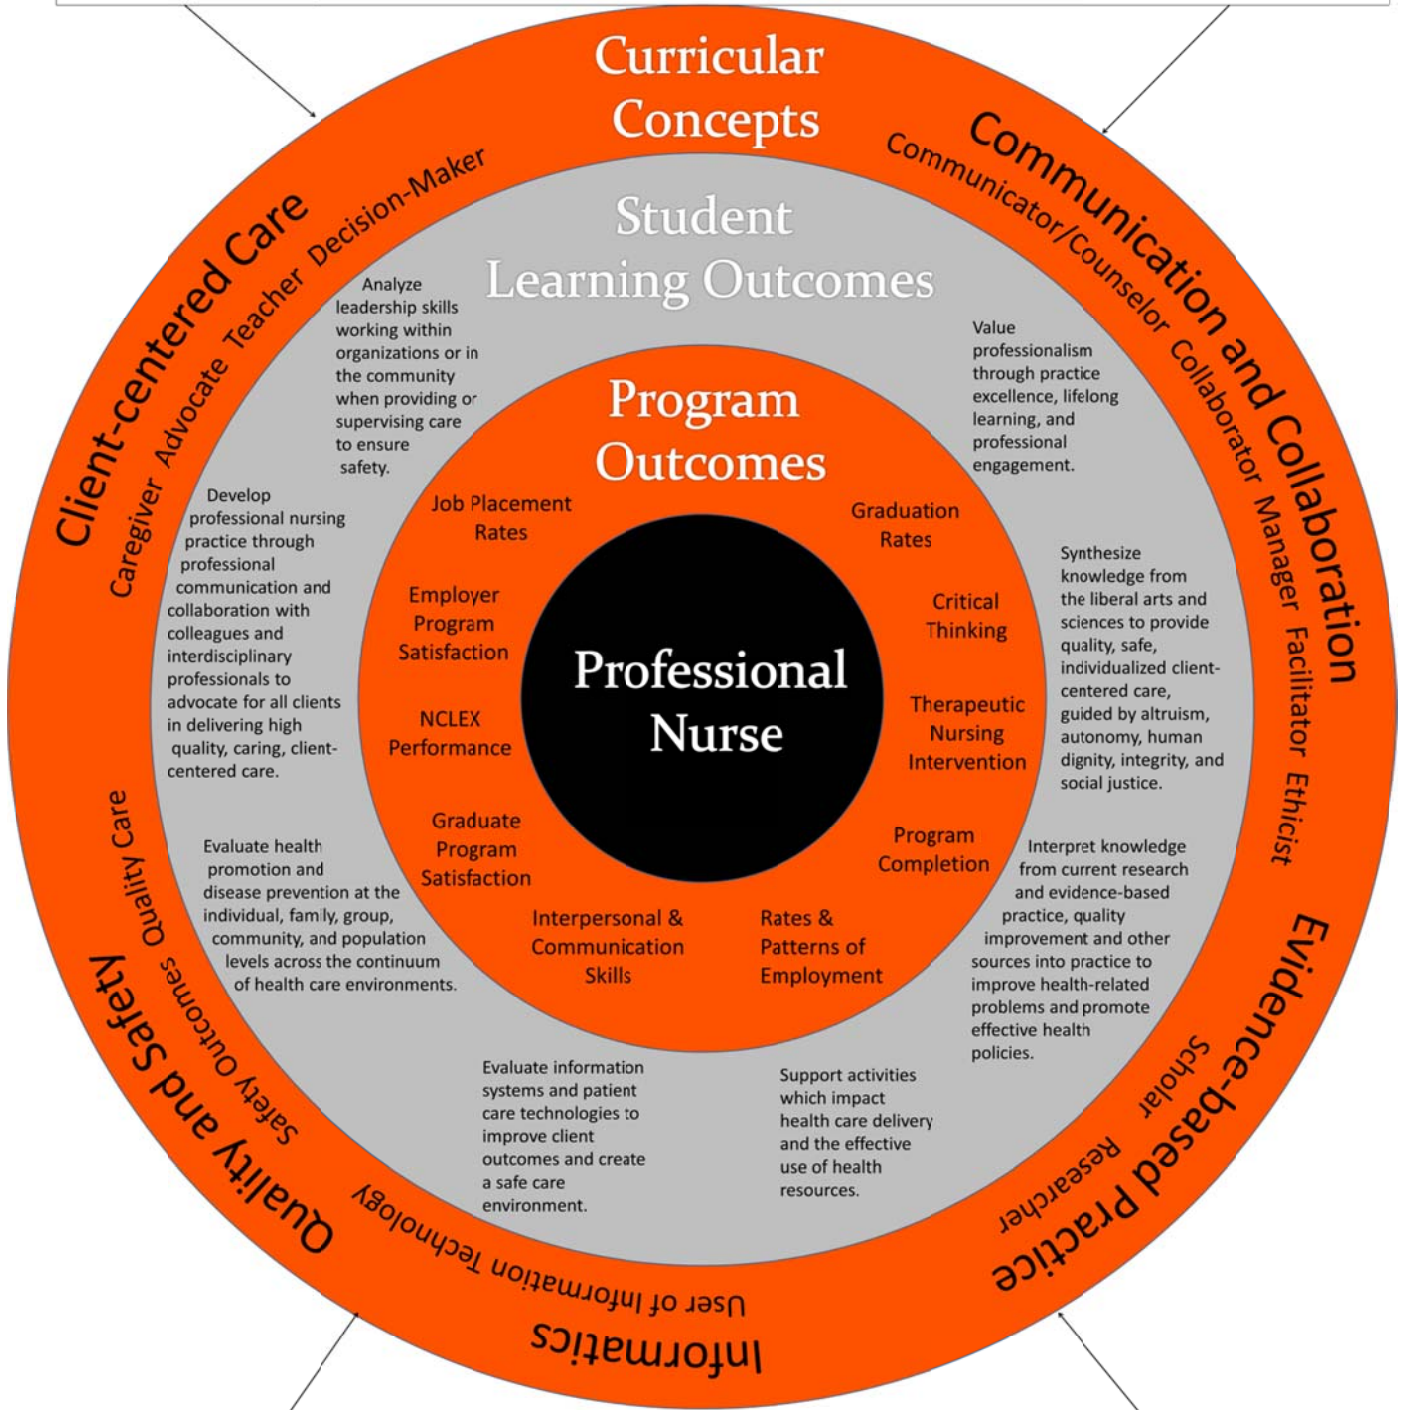 Curricular
Concepts
Client-centered Care
Caregiver Advocate Teacher Decision-Maker
Communication and Collaboration
Communicator/Counselor Collaborator Manager Facilitator Ethicist
Evidence-based Practice
Scholar
Researcher
Informatics
User of Information Technology
Quality and Safety
Safety Outcomes Quality Care
Student
Learning Outcomes
Analyze
leadership skills
working within
organizations or in
the community
when providing or
supervising care
to ensure
safety.
Value
professionalism
through practice
excellence, lifelong
learning, and
professional
engagement.
Develop
professional nursing
practice through
professional
communication and
collaboration with
colleagues and
interdisciplinary
professionals to
advocate for all clients
in delivering high
quality, caring, client-
centered care.
Synthesize
knowledge from
the liberal arts and
sciences to provide
quality, safe,
individualized client-
centered care,
guided by altruism,
autonomy, human
dignity, integrity, and
social justice.
Evaluate health
promotion and
disease prevention at the
individual, family, group,
community, and population
levels across the continuum
of health care environments.
Interpret knowledge
from current research
and evidence-based
practice, quality
improvement and other
sources into practice to
improve health-related
problems and promote
effective health
policies.
Evaluate information
systems and patient
care technologies to
improve client
outcomes and create
a safe care
environment.
Support activities
which impact
health care delivery
and the effective
use of health
resources.
Program
Outcomes
Job Placement
Rates
Graduation
Rates
Employer
Program
Satisfaction
Critical
Thinking
NCLEX
Performance
Therapeutic
Nursing
Intervention
Graduate
Program
Satisfaction
Program
Completion
Interpersonal &
Communication
Skills
Rates &
Patterns of
Employment
Professional
Nurse